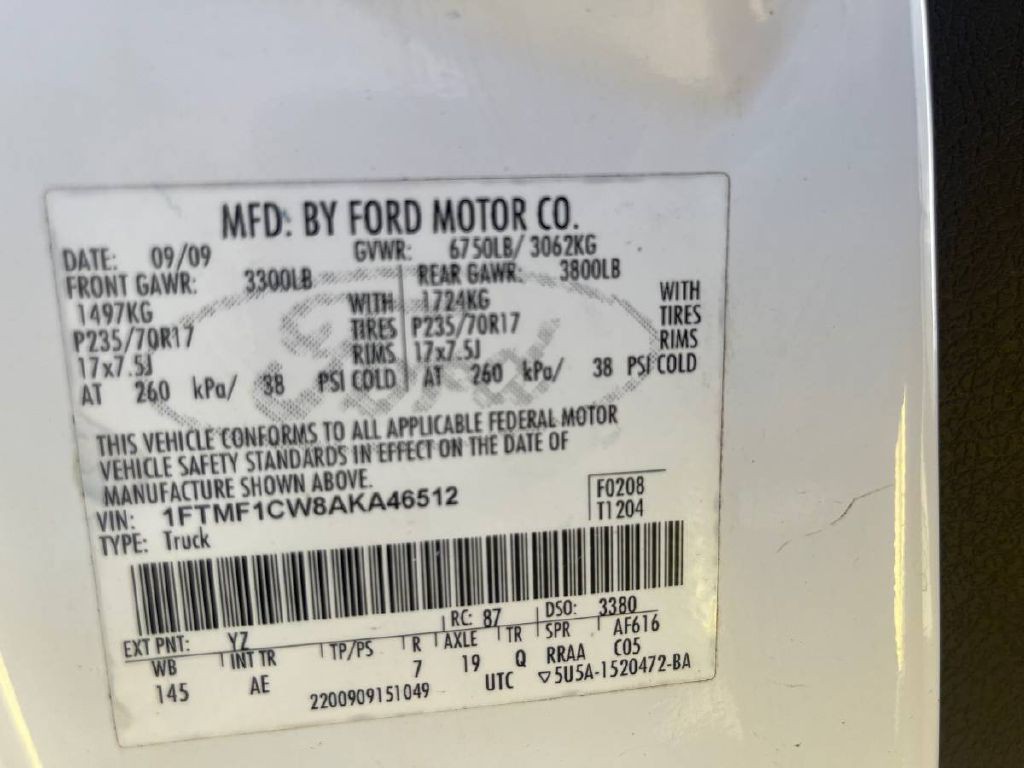 MFD. BY FORD MOTOR CO.
DATE: 09/09 GVWR: 6750LB/ 3062KG
FRONT GAWR: 3300LB REAR GAWR: 3800LB
1497KG WITH 1724KG WITH
P235/70R17 TIRES P235/70R17 TIRES
17x7.5J RIMS 17x7.5J RIMS
AT 260 kPa/ 38 PSI COLD AT 260 kPa/ 38 PSI COLD
THIS VEHICLE CONFORMS TO ALL APPLICABLE FEDERAL MOTOR
VEHICLE SAFETY STANDARDS IN EFFECT ON THE DATE OF
MANUFACTURE SHOWN ABOVE.
VIN: 1FTMF1CW8AKA46512 F0208
TYPE: Truck T1204
EXT PNT: YZ RC: 87 DSO: 3380
WB INT TR TP/PS R AXLE TR SPR AF616
145 AE 7 19 Q RRAA C05
2200909151049 UTC ▽5U5A-1520472-BA